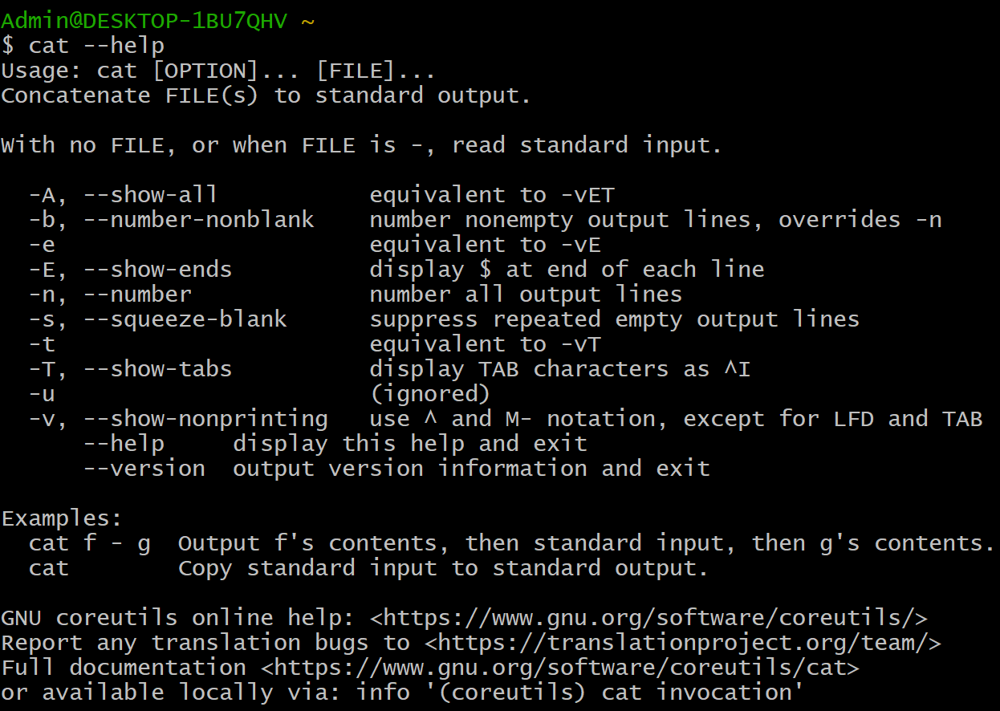 Admin@DESKTOP-1BU7QHV ~
$ cat --help
Usage: cat [OPTION]... [FILE]...
Concatenate FILE(s) to standard output.

With no FILE, or when FILE is -, read standard input.

  -A, --show-all           equivalent to -vET
  -b, --number-nonblank    number nonempty output lines, overrides -n
  -e                       equivalent to -vE
  -E, --show-ends          display $ at end of each line
  -n, --number             number all output lines
  -s, --squeeze-blank      suppress repeated empty output lines
  -t                       equivalent to -vT
  -T, --show-tabs          display TAB characters as ^I
  -u                       (ignored)
  -v, --show-nonprinting   use ^ and M- notation, except for LFD and TAB
      --help     display this help and exit
      --version  output version information and exit

Examples:
  cat f - g  Output f's contents, then standard input, then g's contents.
  cat        Copy standard input to standard output.

GNU coreutils online help: <https://www.gnu.org/software/coreutils/>
Report any translation bugs to <https://translationproject.org/team/>
Full documentation <https://www.gnu.org/software/coreutils/cat>
or available locally via: info '(coreutils) cat invocation'